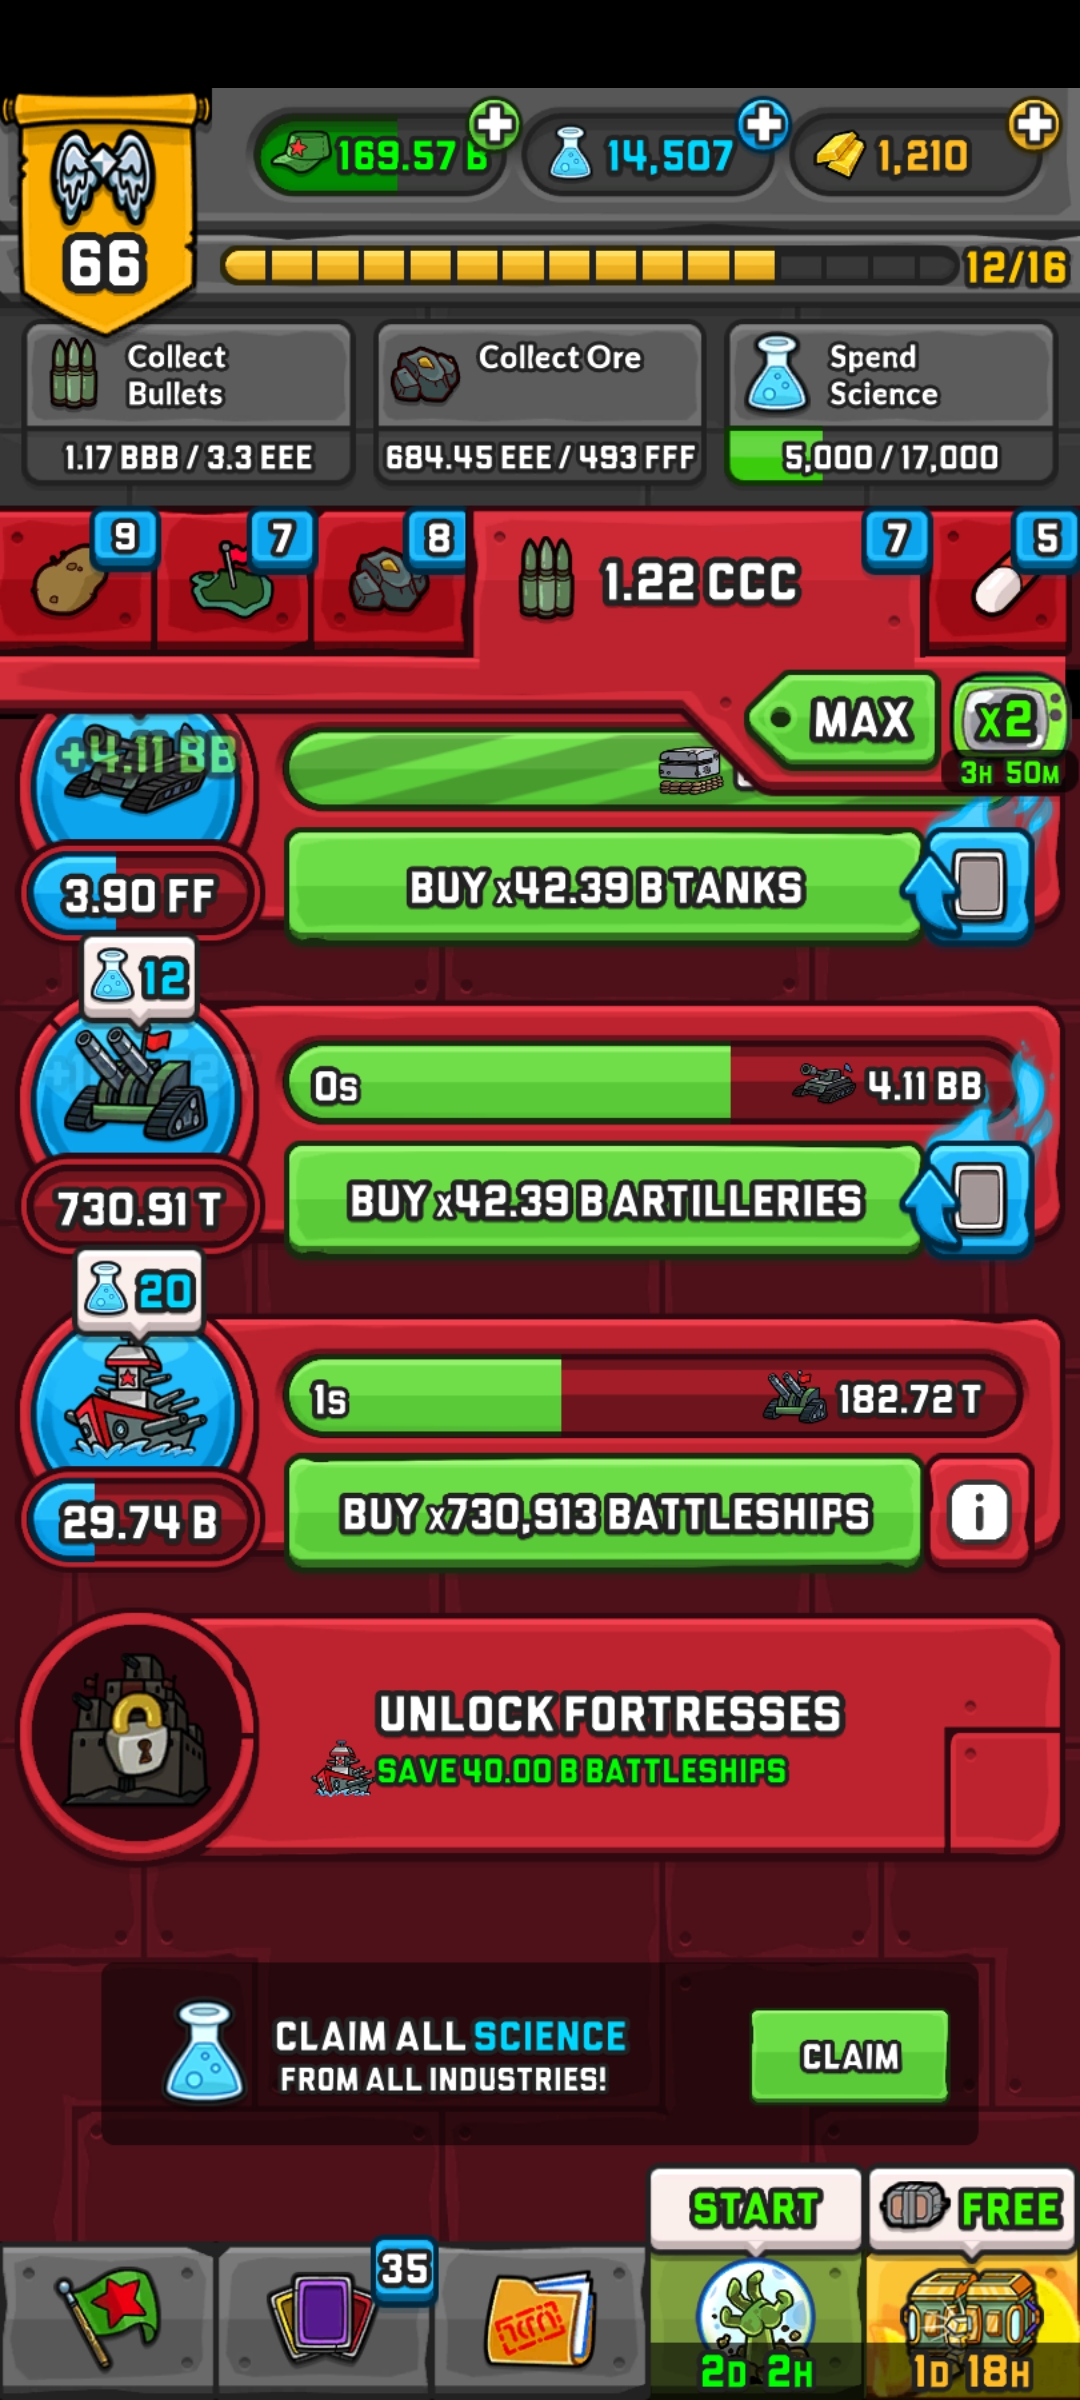 169.57 B
14,507
1,210
66
12/16
Collect
Bullets
1.17 BBB / 3.3 EEE
Collect Ore
684.45 EEE / 493 FFF
Spend
Science
5,000 / 17,000
9
7
8
1.22 CCC
7
5
MAX
x2
3H 50M
+4.11 BB
3.90 FF
BUY x42.39 B TANKS
12
0s
4.11 BB
730.91 T
BUY x42.39 B ARTILLERIES
20
1s
182.72 T
29.74 B
BUY x730,913 BATTLESHIPS
i
UNLOCK FORTRESSES
SAVE 40.00 B BATTLESHIPS
CLAIM ALL SCIENCE
FROM ALL INDUSTRIES!
CLAIM
START
FREE
35
2D 2H
1D 18H